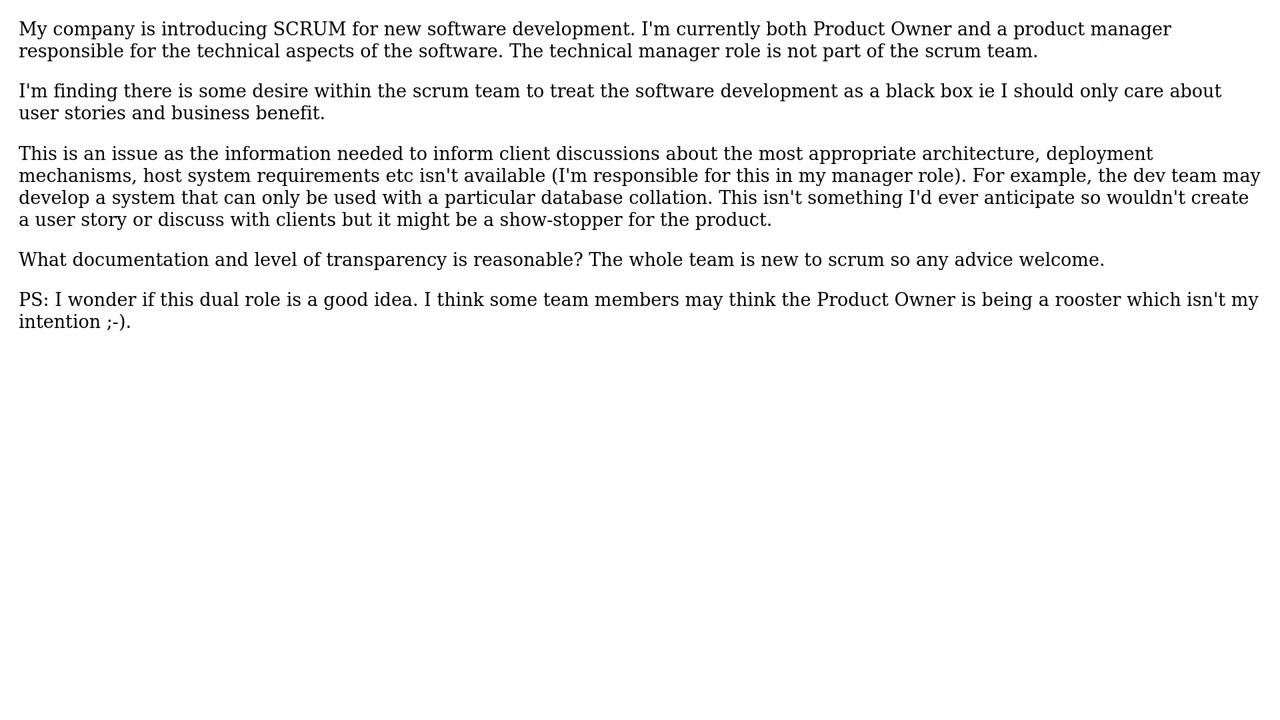 My company is introducing SCRUM for new software development. I'm currently both Product Owner and a product manager
responsible for the technical aspects of the software. The technical manager role is not part of the scrum team.
I'm finding there is some desire within the scrum team to treat the software development as a black box ie I should only care about
user stories and business benefit.
This is an issue as the information needed to inform client discussions about the most appropriate architecture, deployment
mechanisms, host system requirements etc isn't available (I'm responsible for this in my manager role). For example, the dev team may
develop a system that can only be used with a particular database collation. This isn't something I'd ever anticipate so wouldn't create
a user story or discuss with clients but it might be a show-stopper for the product.
What documentation and level of transparency is reasonable? The whole team is new to scrum so any advice welcome.
PS: I wonder if this dual role is a good idea. I think some team members may think the Product Owner is being a rooster which isn't my
intention ;-).